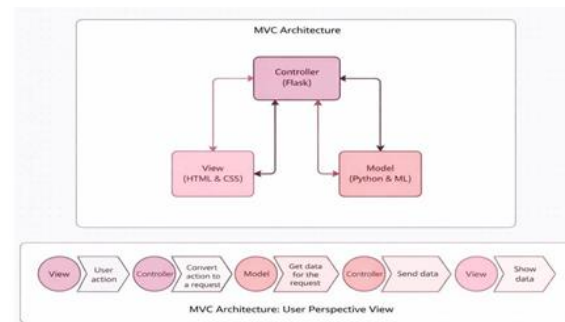 MVC Architecture
Controller
(Flask)
View
(HTML & CSS)
Model
(Python & ML)
View
User
action
Controller
Convert
action to
a request
Model
Get data
for the
request
Controller
Send data
View
Show
data
MVC Architecture: User Perspective View